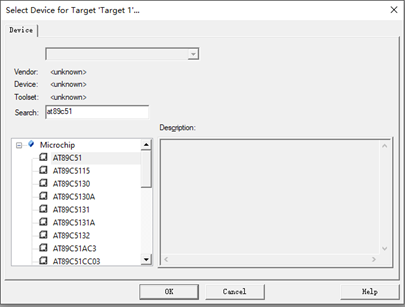 Select Device for Target 'Target 1'...
Device
Vendor: <unknown>
Device: <unknown>
Toolset: <unknown>
Search: at89c51
Description:
Microchip
AT89C51
AT89C5115
AT89C5130
AT89C5130A
AT89C5131
AT89C5131A
AT89C5132
AT89C51AC3
AT89C51CC03
OK Cancel Help